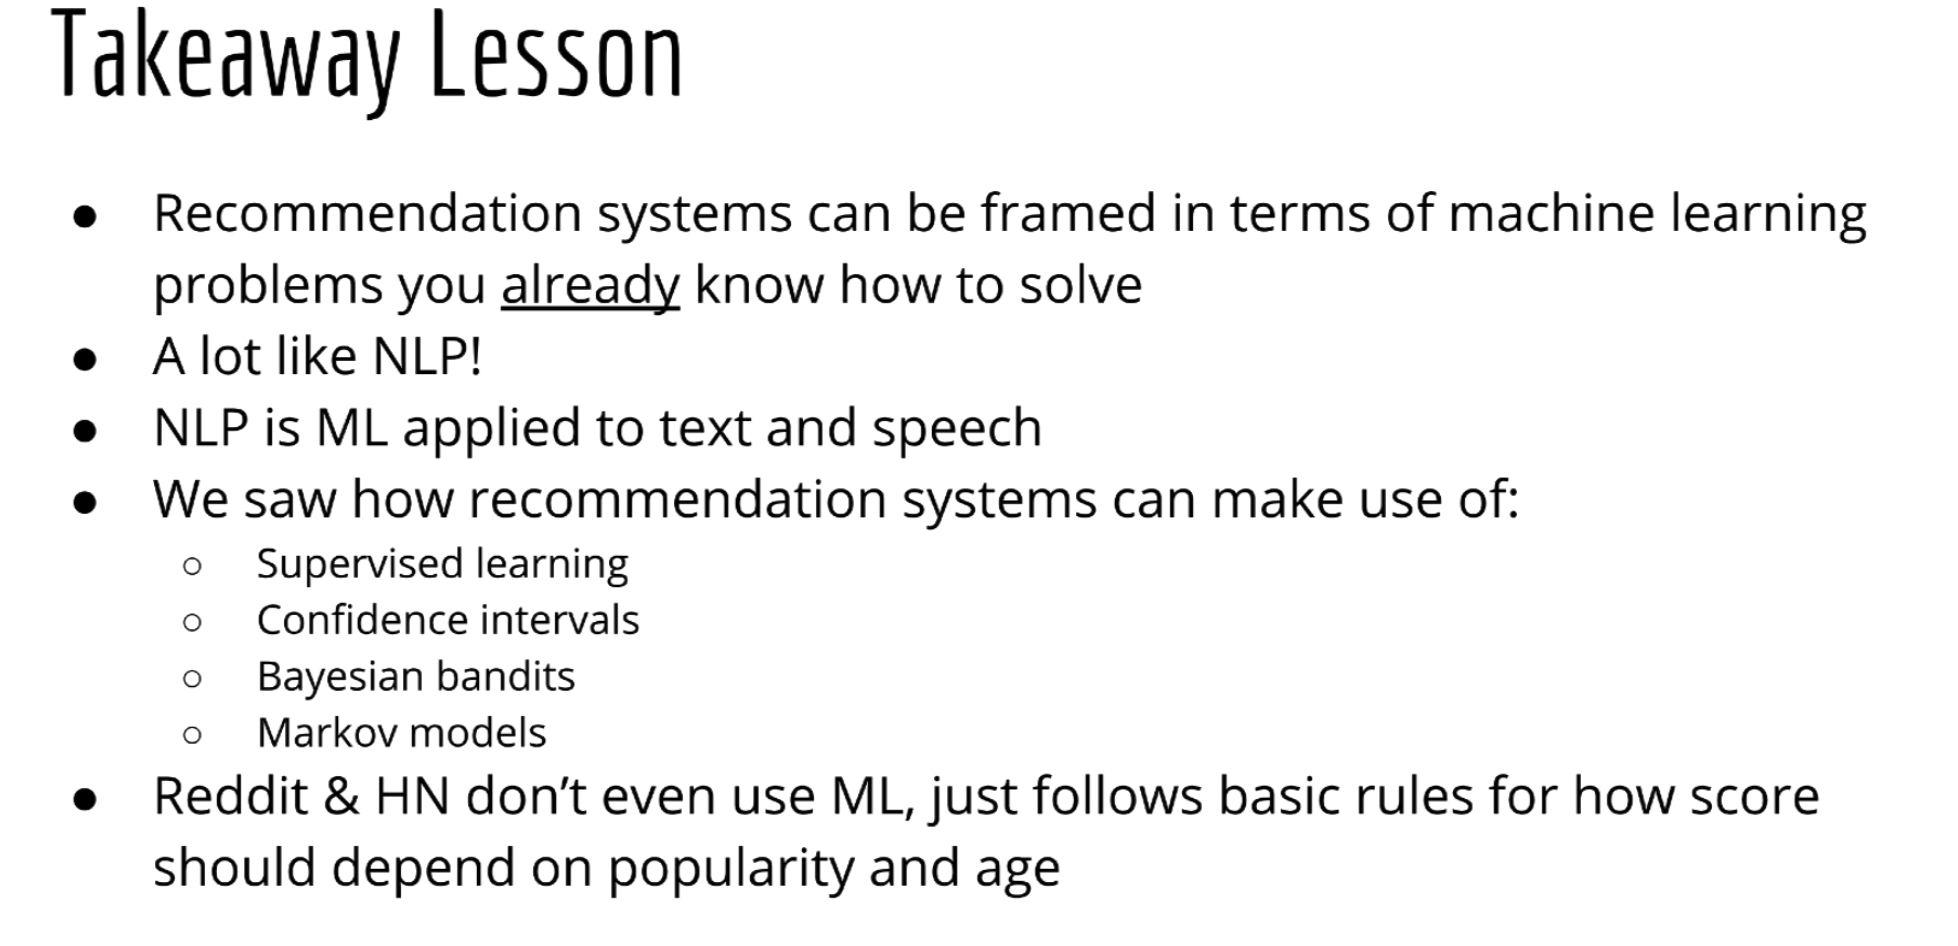 Takeaway Lesson
● Recommendation systems can be framed in terms of machine learning
problems you already know how to solve
● A lot like NLP!
● NLP is ML applied to text and speech
● We saw how recommendation systems can make use of:
○ Supervised learning
○ Confidence intervals
○ Bayesian bandits
○ Markov models
● Reddit & HN don’t even use ML, just follows basic rules for how score
should depend on popularity and age